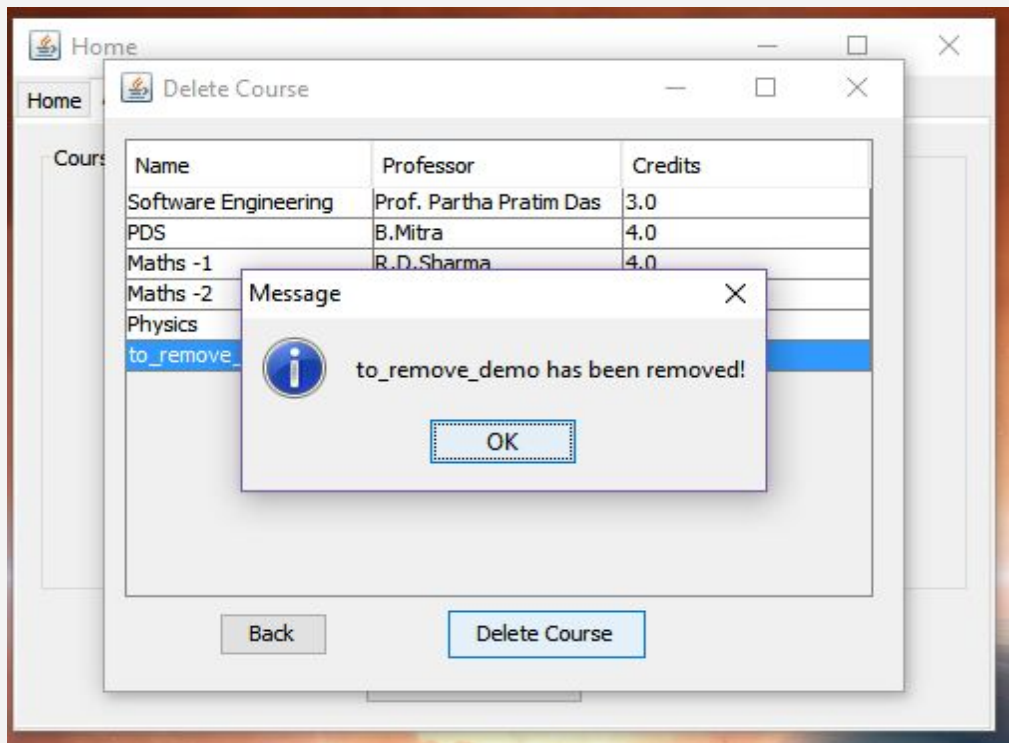 Home
Delete Course
Home
Name Professor Credits
Software Engineering Prof. Partha Pratim Das 3.0
PDS B.Mitra 4.0
Maths -1 R.D.Sharma 4.0
Maths -2
Physics
to_remove_
Message
to_remove_demo has been removed!
OK
Back Delete Course